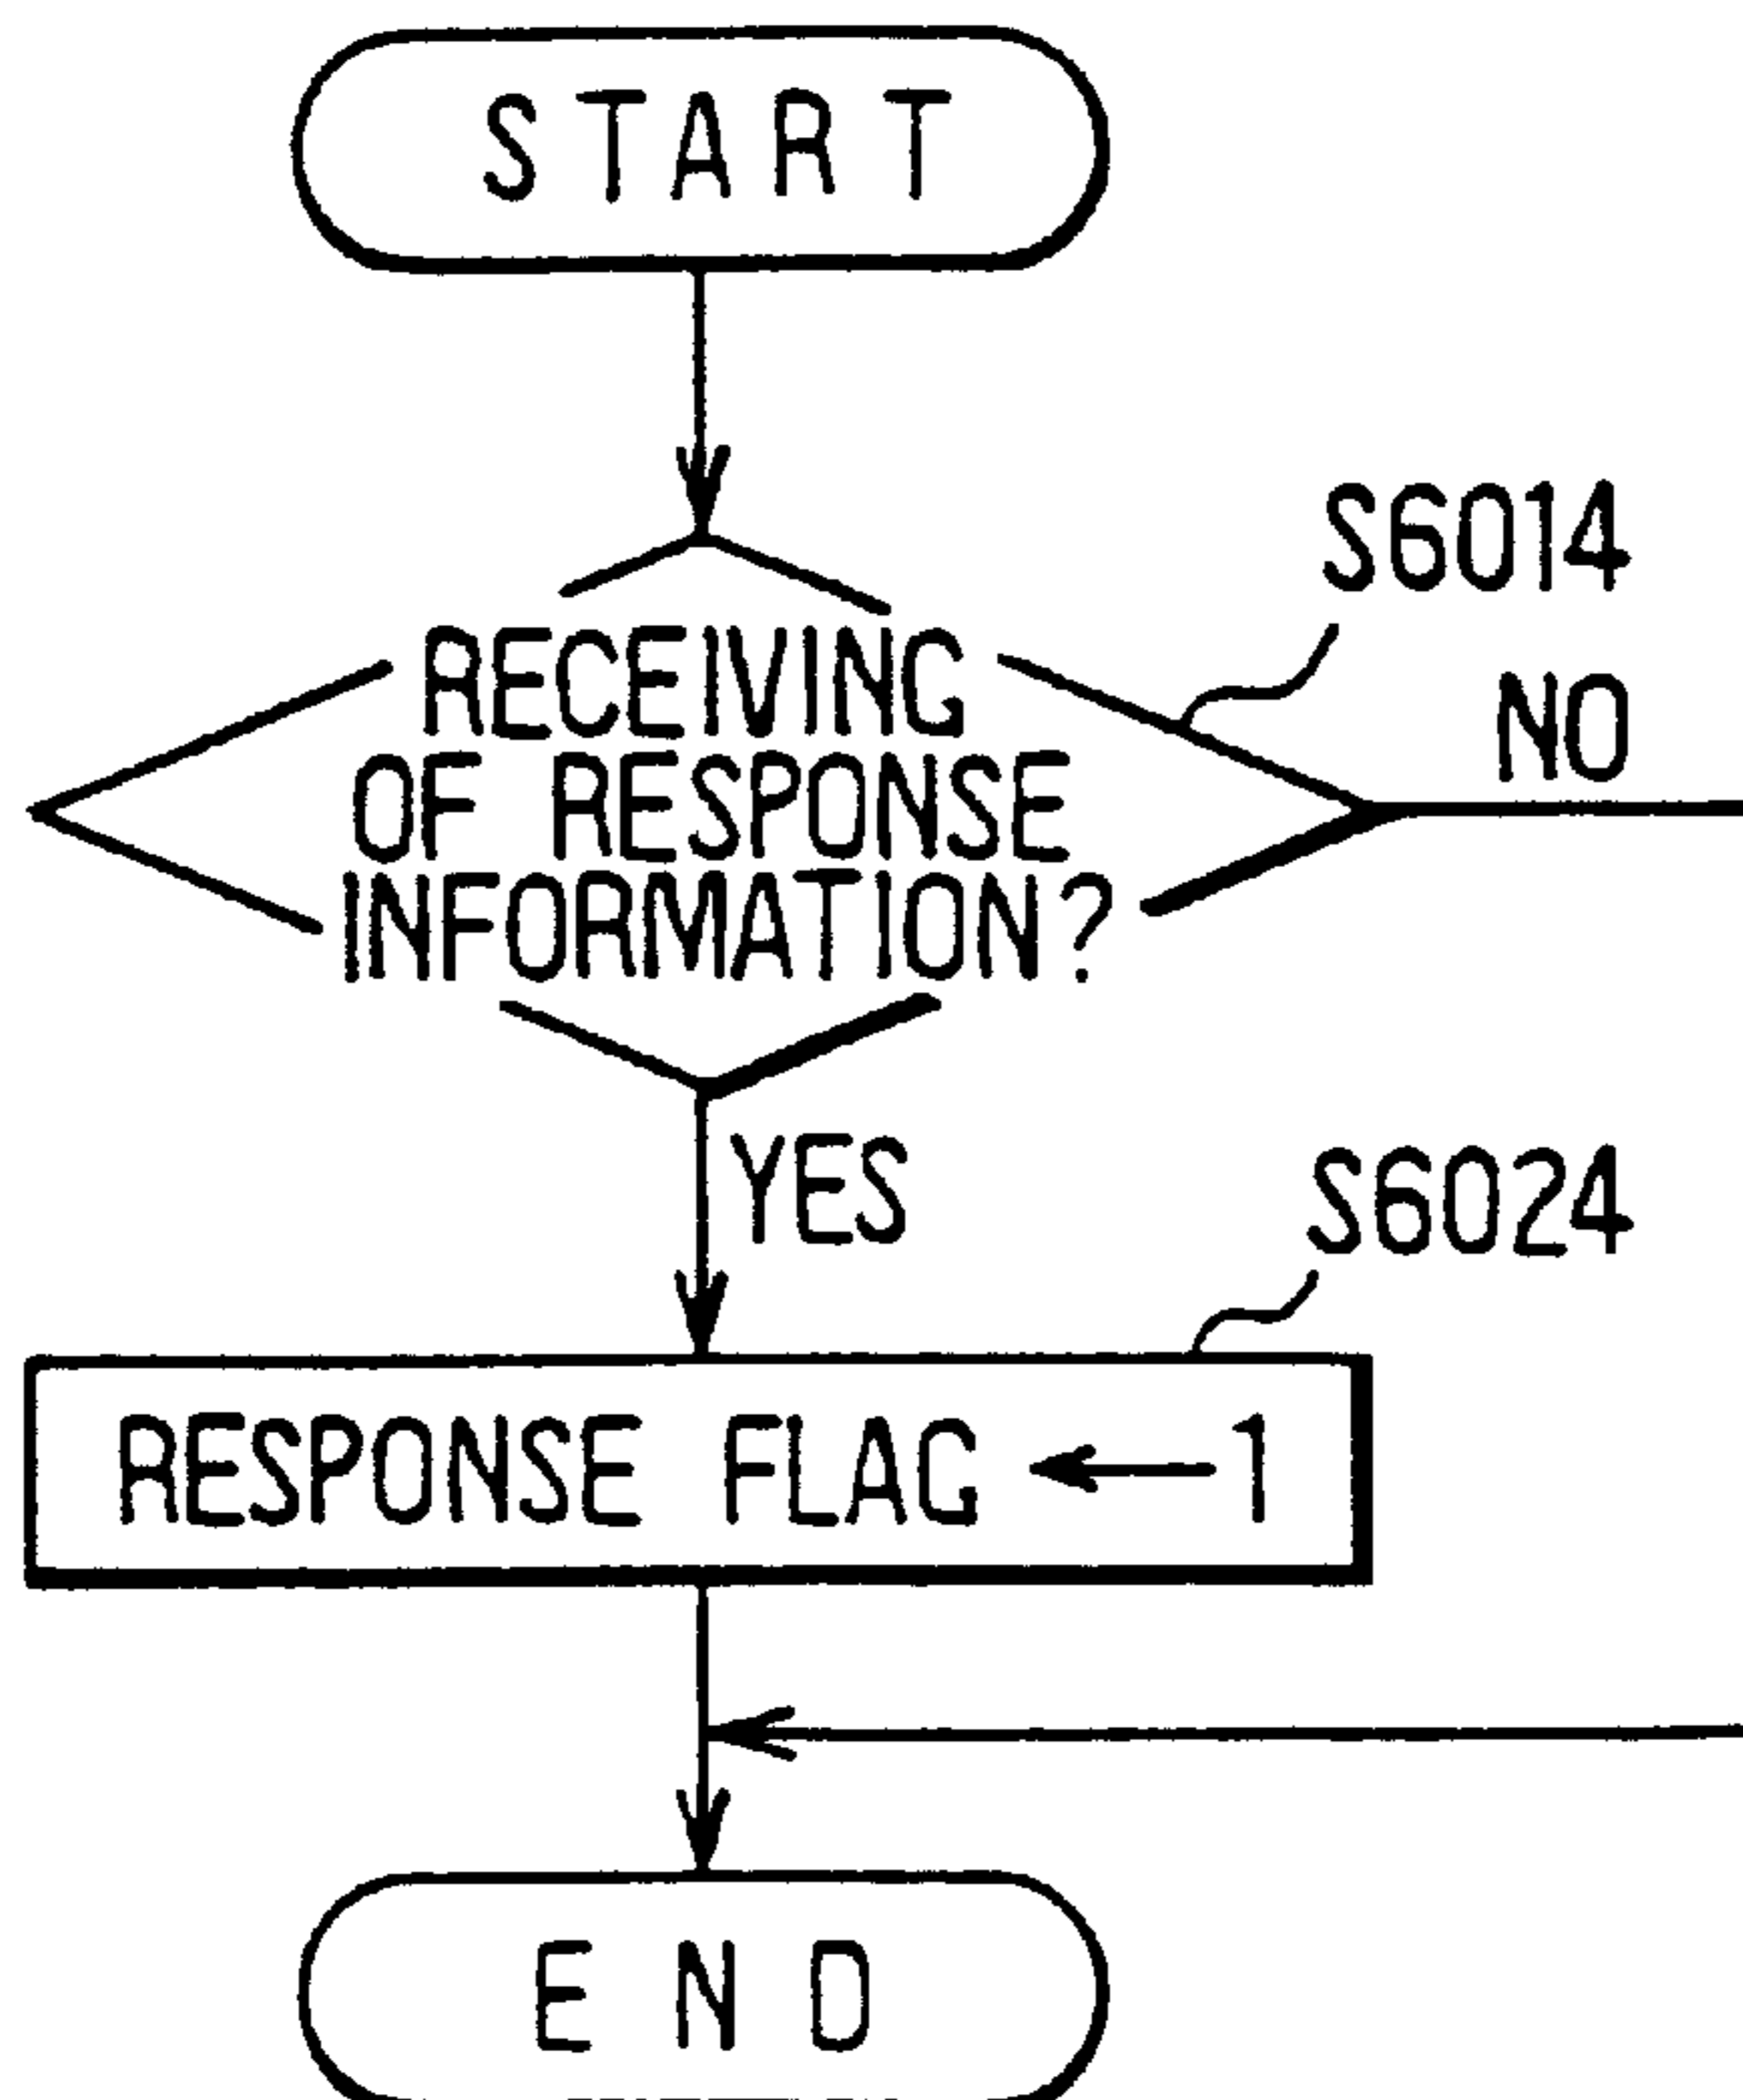 START
S6014
RECEIVING
OF RESPONSE
INFORMATION?
NO
YES
S6024
RESPONSE FLAG ← 1
END